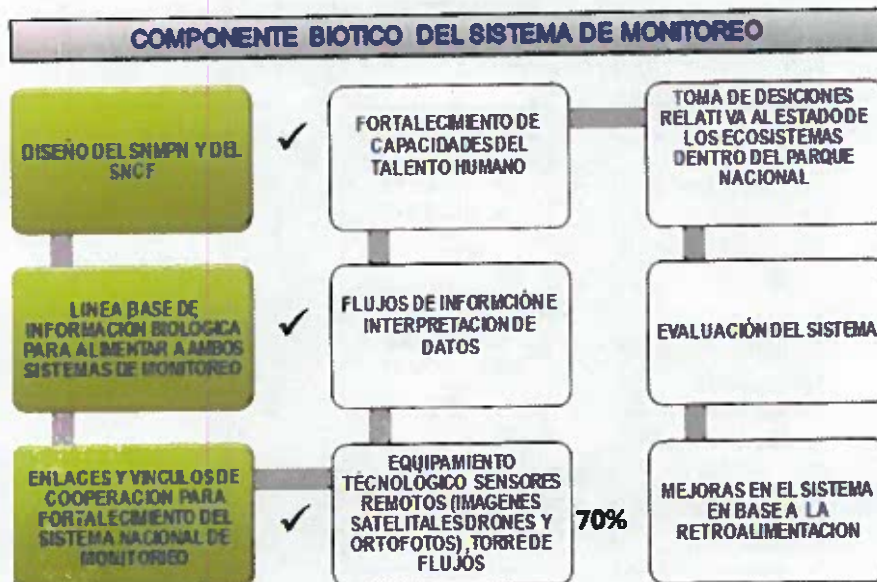 COMPONENTE BIOTICO DEL SISTEMA DE MONITOREO
DISEÑO DEL SNMPN Y DEL
SNCF
✓
LINEA BASE DE
INFORMACIÓN BIOLÓGICA
PARA ALIMENTAR A AMBOS
SISTEMAS DE MONITOREO
✓
ENLACES Y VINCULOS DE
COOPERACION PARA
FORTALECIMIENTO DEL
SISTEMA NACIONAL DE
MONITORIEO
✓
EQUIPAMIENTO
TÉCNOLÓGICO SENSORES
REMOTOS (IMAGENES
SATELITALES DRONES Y
ORTOFOTOS), TORRE DE
FLUJOS
70%
FLUJOS DE INFORMCIÓN E
INTERPRETACION DE
DATOS
FORTALECIMIENTO DE
CAPACIDADES DEL
TALENTO HUMANO
TOMA DE DESICIONES
RELATIVA AL ESTADO DE
LOS ECOSISTEMAS
DENTRO DEL PARQUE
NACIONAL
EVALUACIÓN DEL SISTEMA
MEJORAS EN EL SISTEMA
EN BASE A LA
RETROALIMENTACION